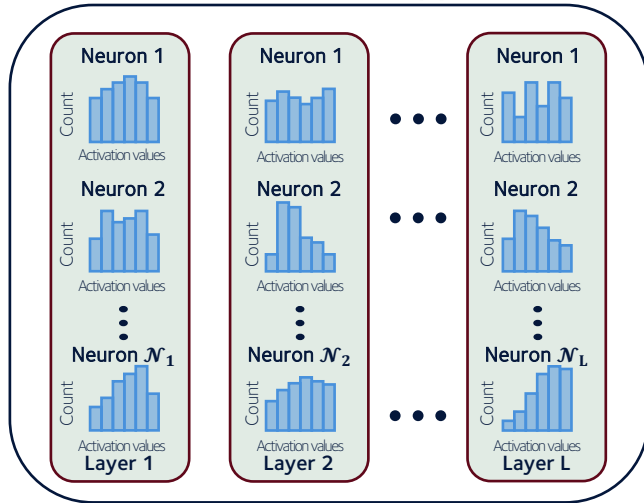 Neuron 1
Count
Activation values
Neuron 2
Count
Activation values
Neuron 𝒩₁
Count
Activation values
Layer 1
Neuron 1
Count
Activation values
Neuron 2
Count
Activation values
Neuron 𝒩₂
Count
Activation values
Layer 2
Neuron 1
Count
Activation values
Neuron 2
Count
Activation values
Neuron 𝒩_L
Count
Activation values
Layer L